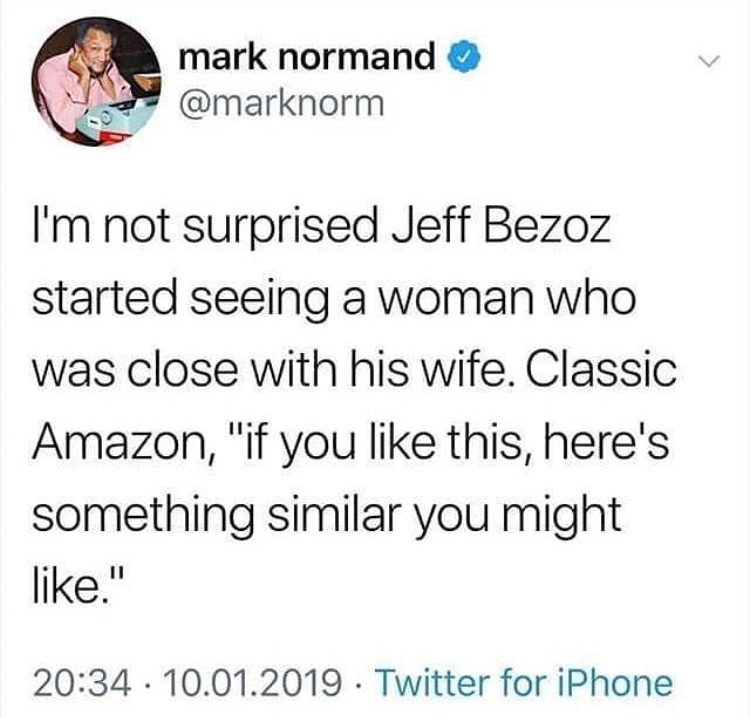 mark normand
@marknorm
I'm not surprised Jeff Bezoz
started seeing a woman who
was close with his wife. Classic
Amazon, "if you like this, here's
something similar you might
like."
20:34 · 10.01.2019 · Twitter for iPhone